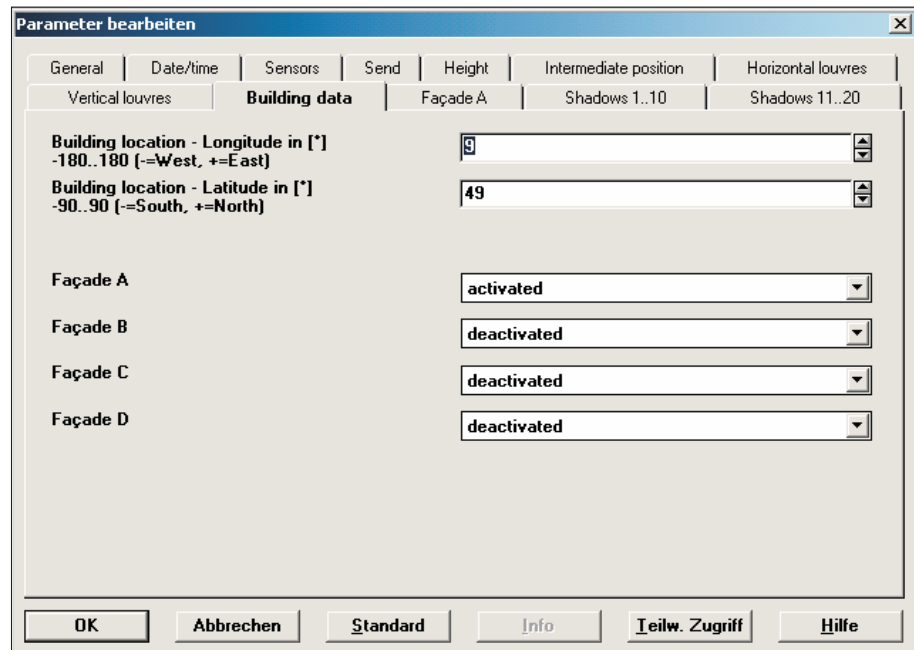 Parameter bearbeiten
General Date/time Sensors Send Height Intermediate position Horizontal louvres
Vertical louvres Building data Façade A Shadows 1..10 Shadows 11..20
Building location - Longitude in [*] 9
-180..180 (-=West, +=East)
Building location - Latitude in [*] 49
-90..90 (-=South, +=North)
Façade A activated
Façade B deactivated
Façade C deactivated
Façade D deactivated
OK Abbrechen Standard Info Teilw. Zugriff Hilfe